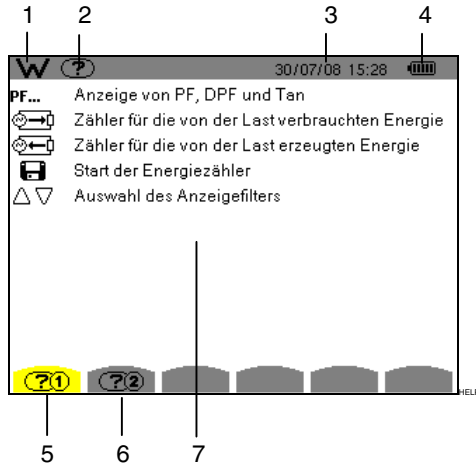 1 2 3 4
W ? 30/07/08 15:28
PF... Anzeige von PF, DPF und Tan
Zähler für die von der Last verbrauchten Energie
Zähler für die von der Last erzeugten Energie
Start der Energiezähler
Auswahl des Anzeigefilters
?1 ?2
5 6 7